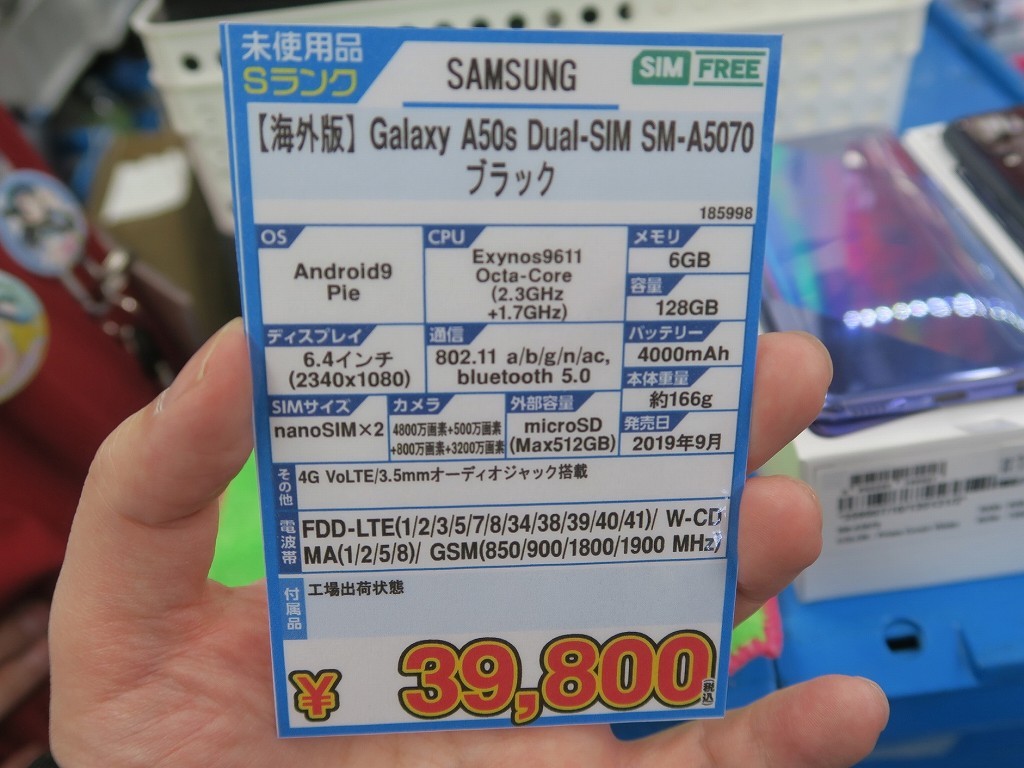 未使用品
Sランク
SAMSUNG
SIM FREE
【海外版】Galaxy A50s Dual-SIM SM-A5070
ブラック
185998
OS
Android9
Pie
CPU
Exynos9611
Octa-Core
(2.3GHz
+1.7GHz)
メモリ
6GB
容量
128GB
ディスプレイ
6.4インチ
(2340x1080)
通信
802.11 a/b/g/n/ac,
bluetooth 5.0
バッテリー
4000mAh
本体重量
約166g
SIMサイズ
nanoSIM×2
カメラ
4800万画素+500万画素
+800万画素+3200万画素
外部容量
microSD
(Max512GB)
発売日
2019年9月
その他
4G VoLTE/3.5mmオーディオジャック搭載
電波帯
FDD-LTE(1/2/3/5/7/8/34/38/39/40/41)/ W-CD
MA(1/2/5/8)/ GSM(850/900/1800/1900 MHz)
付属品
工場出荷状態
¥ 39,800 (税込)